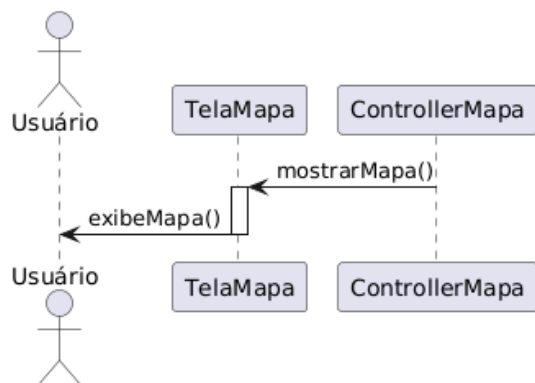 Usuário
TelaMapa
ControllerMapa
mostrarMapa()
exibeMapa()
Usuário
TelaMapa
ControllerMapa